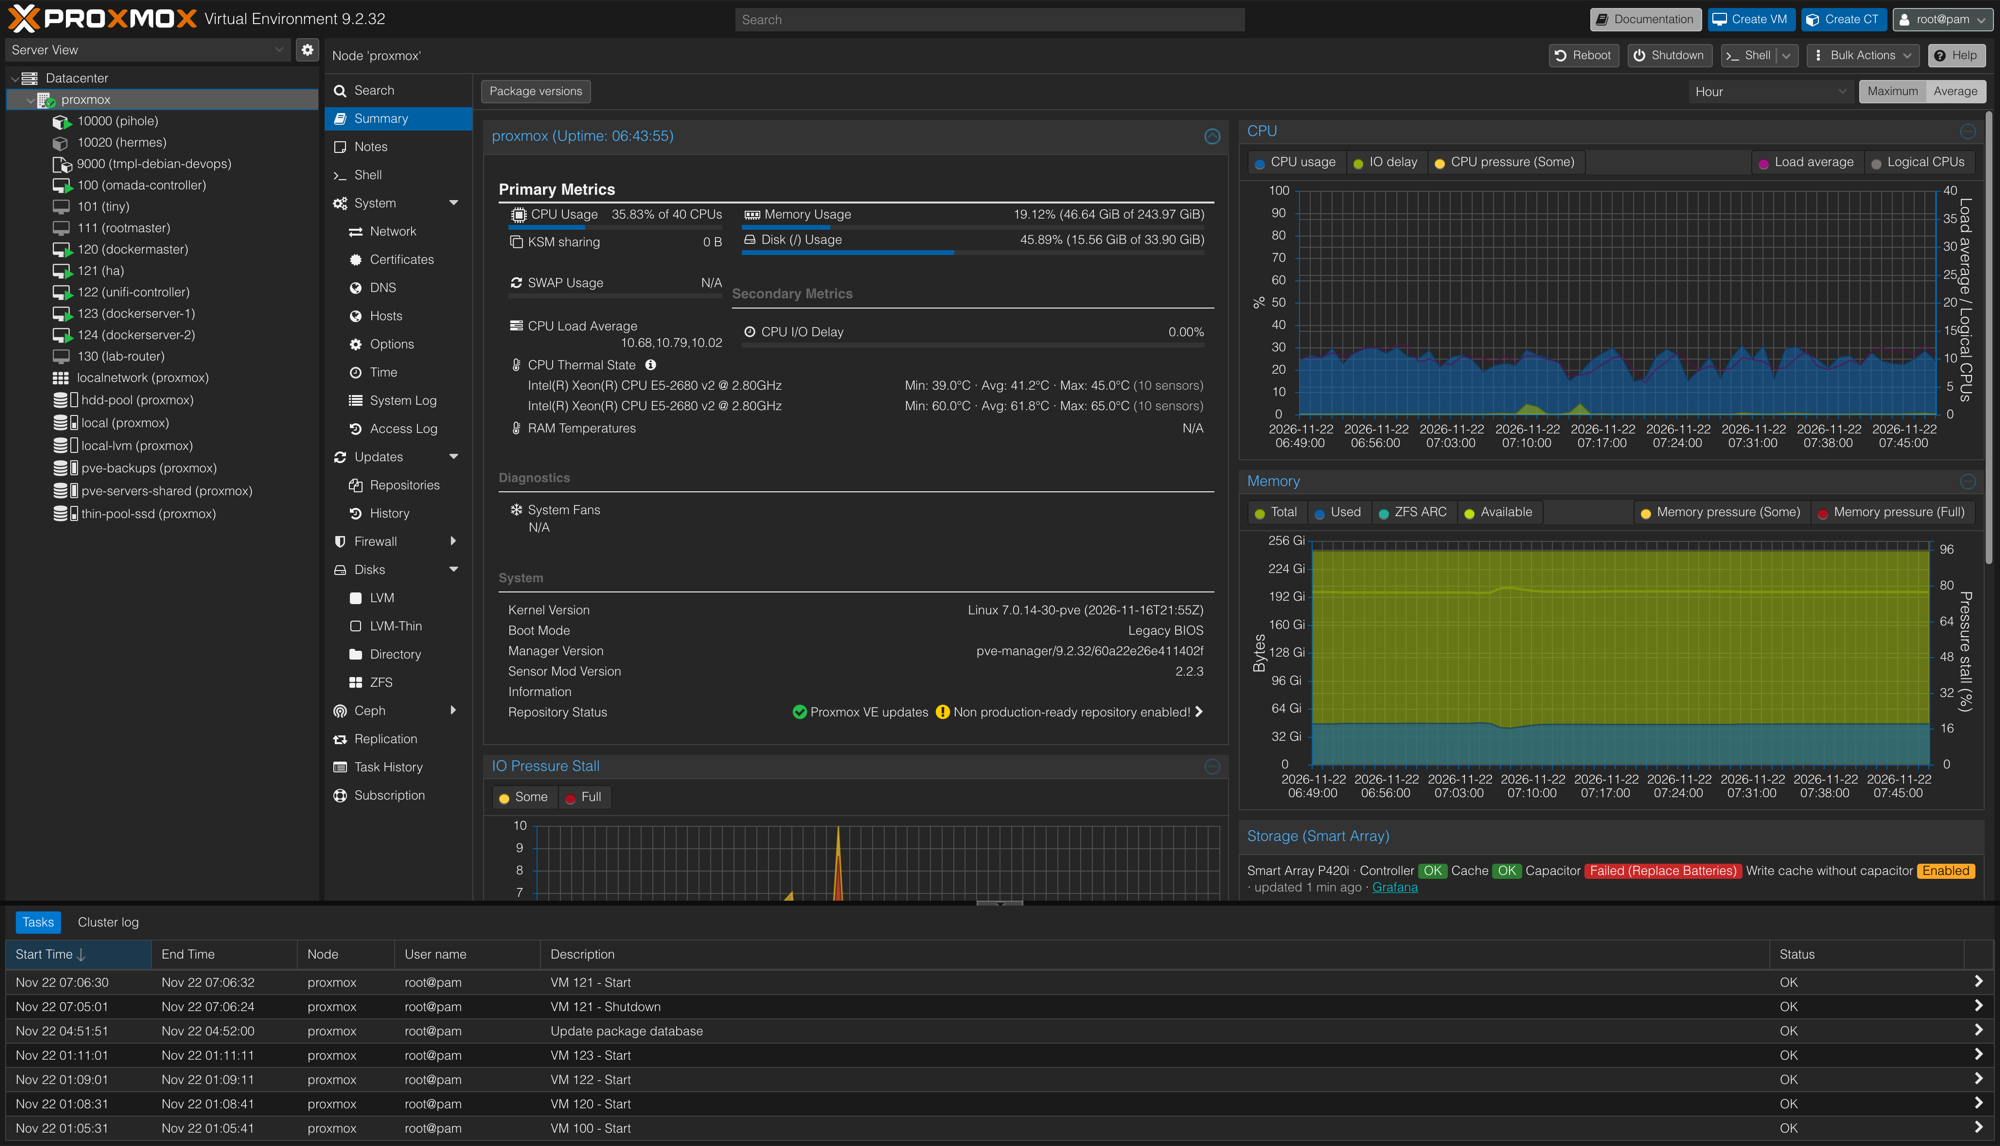 PROXMOX Virtual Environment 9.2.32
Search
Documentation
Create VM
Create CT
root@pam
Server View
Node 'proxmox'
Reboot
Shutdown
Shell
Bulk Actions
Help
Datacenter
proxmox
10000 (pihole)
10020 (hermes)
9000 (tmpl-debian-devops)
100 (omada-controller)
101 (tiny)
111 (rootmaster)
120 (dockermaster)
121 (ha)
122 (unifi-controller)
123 (dockerserver-1)
124 (dockerserver-2)
130 (lab-router)
localnetwork (proxmox)
hdd-pool (proxmox)
local (proxmox)
local-lvm (proxmox)
pve-backups (proxmox)
pve-servers-shared (proxmox)
thin-pool-ssd (proxmox)
Search
Summary
Notes
Shell
System
Network
Certificates
DNS
Hosts
Options
Time
System Log
Access Log
Updates
Repositories
History
Firewall
Disks
LVM
LVM-Thin
Directory
ZFS
Ceph
Replication
Task History
Subscription
Package versions
Hour
Maximum
Average
proxmox (Uptime: 06:43:55)
Primary Metrics
CPU Usage 35.83% of 40 CPUs
Memory Usage 19.12% (46.64 GiB of 243.97 GiB)
KSM sharing 0 B
Disk (/) Usage 45.89% (15.56 GiB of 33.90 GiB)
SWAP Usage N/A
Secondary Metrics
CPU Load Average
10.68,10.79,10.02
CPU I/O Delay 0.00%
CPU Thermal State
Intel(R) Xeon(R) CPU E5-2680 v2 @ 2.80GHz Min: 39.0°C · Avg: 41.2°C · Max: 45.0°C (10 sensors)
Intel(R) Xeon(R) CPU E5-2680 v2 @ 2.80GHz Min: 60.0°C · Avg: 61.8°C · Max: 65.0°C (10 sensors)
RAM Temperatures N/A
Diagnostics
System Fans
N/A
System
Kernel Version Linux 7.0.14-30-pve (2026-11-16T21:55Z)
Boot Mode Legacy BIOS
Manager Version pve-manager/9.2.32/60a22e26e411402f
Sensor Mod Version 2.2.3
Information
Repository Status Proxmox VE updates Non production-ready repository enabled!
IO Pressure Stall
Some
Full
10
9
8
7
CPU
CPU usage
IO delay
CPU pressure (Some)
Load average
Logical CPUs
100
90
80
70
60
50
40
30
20
10
0
%
40
35
30
25
20
15
10
5
0
Load average / Logical CPUs
2026-11-22 2026-11-22 2026-11-22 2026-11-22 2026-11-22 2026-11-22 2026-11-22 2026-11-22 2026-11-22
06:49:00 06:56:00 07:03:00 07:10:00 07:17:00 07:24:00 07:31:00 07:38:00 07:45:00
Memory
Total
Used
ZFS ARC
Available
Memory pressure (Some)
Memory pressure (Full)
256 Gi
224 Gi
192 Gi
160 Gi
128 Gi
96 Gi
64 Gi
32 Gi
0
Bytes
96
80
64
48
32
16
0
Pressure stall (%)
2026-11-22 2026-11-22 2026-11-22 2026-11-22 2026-11-22 2026-11-22 2026-11-22 2026-11-22 2026-11-22
06:49:00 06:56:00 07:03:00 07:10:00 07:17:00 07:24:00 07:31:00 07:38:00 07:45:00
Storage (Smart Array)
Smart Array P420i · Controller OK Cache OK Capacitor Failed (Replace Batteries) Write cache without capacitor Enabled
· updated 1 min ago · Grafana
Tasks
Cluster log
Start Time End Time Node User name Description Status
Nov 22 07:06:30 Nov 22 07:06:32 proxmox root@pam VM 121 - Start OK
Nov 22 07:05:01 Nov 22 07:06:24 proxmox root@pam VM 121 - Shutdown OK
Nov 22 04:51:51 Nov 22 04:52:00 proxmox root@pam Update package database OK
Nov 22 01:11:01 Nov 22 01:11:11 proxmox root@pam VM 123 - Start OK
Nov 22 01:09:01 Nov 22 01:09:11 proxmox root@pam VM 122 - Start OK
Nov 22 01:08:31 Nov 22 01:08:41 proxmox root@pam VM 120 - Start OK
Nov 22 01:05:31 Nov 22 01:05:41 proxmox root@pam VM 100 - Start OK